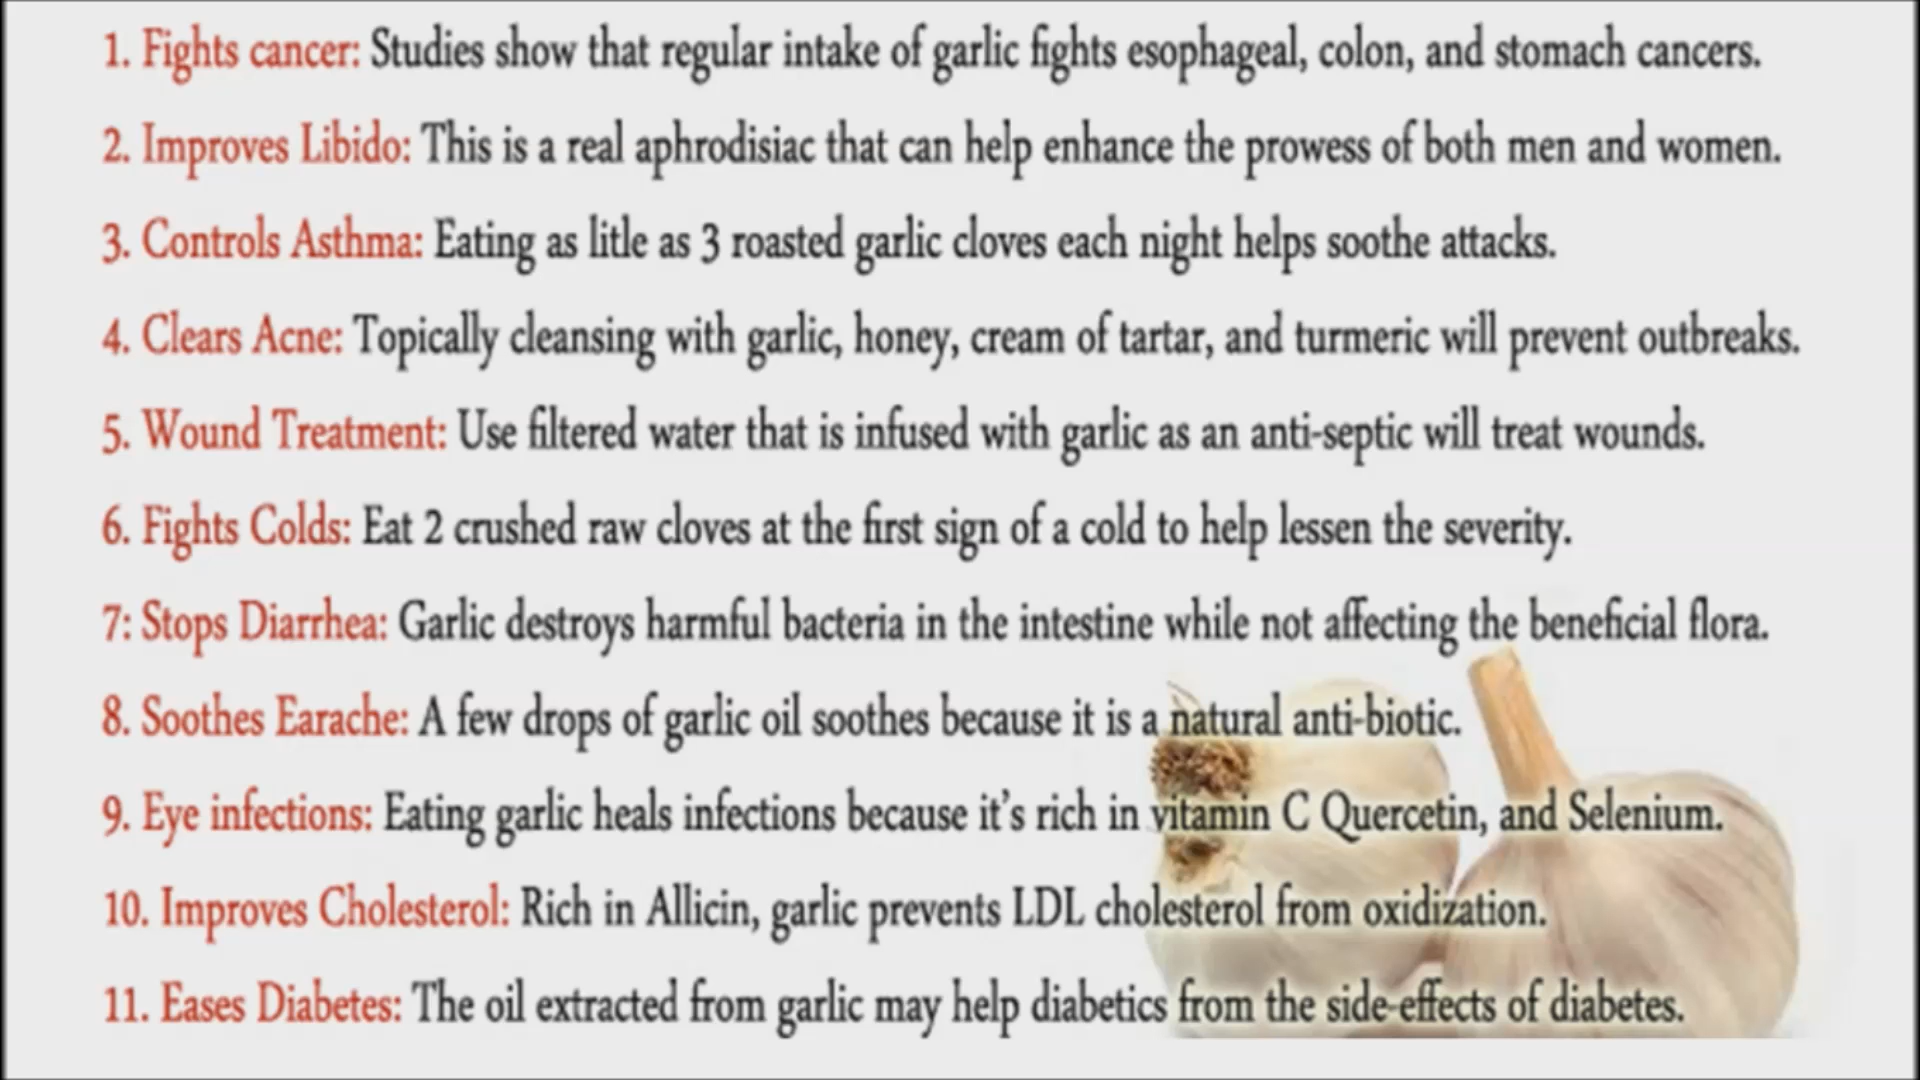 1. Fights cancer: Studies show that regular intake of garlic fights esophageal, colon, and stomach cancers.
2. Improves Libido: This is a real aphrodisiac that can help enhance the prowess of both men and women.
3. Controls Asthma: Eating as litle as 3 roasted garlic cloves each night helps soothe attacks.
4. Clears Acne: Topically cleansing with garlic, honey, cream of tartar, and turmeric will prevent outbreaks.
5. Wound Treatment: Use filtered water that is infused with garlic as an anti-septic will treat wounds.
6. Fights Colds: Eat 2 crushed raw cloves at the first sign of a cold to help lessen the severity.
7: Stops Diarrhea: Garlic destroys harmful bacteria in the intestine while not affecting the beneficial flora.
8. Soothes Earache: A few drops of garlic oil soothes because it is a natural anti-biotic.
9. Eye infections: Eating garlic heals infections because it's rich in vitamin C Quercetin, and Selenium.
10. Improves Cholesterol: Rich in Allicin, garlic prevents LDL cholesterol from oxidization.
11. Eases Diabetes: The oil extracted from garlic may help diabetics from the side-effects of diabetes.